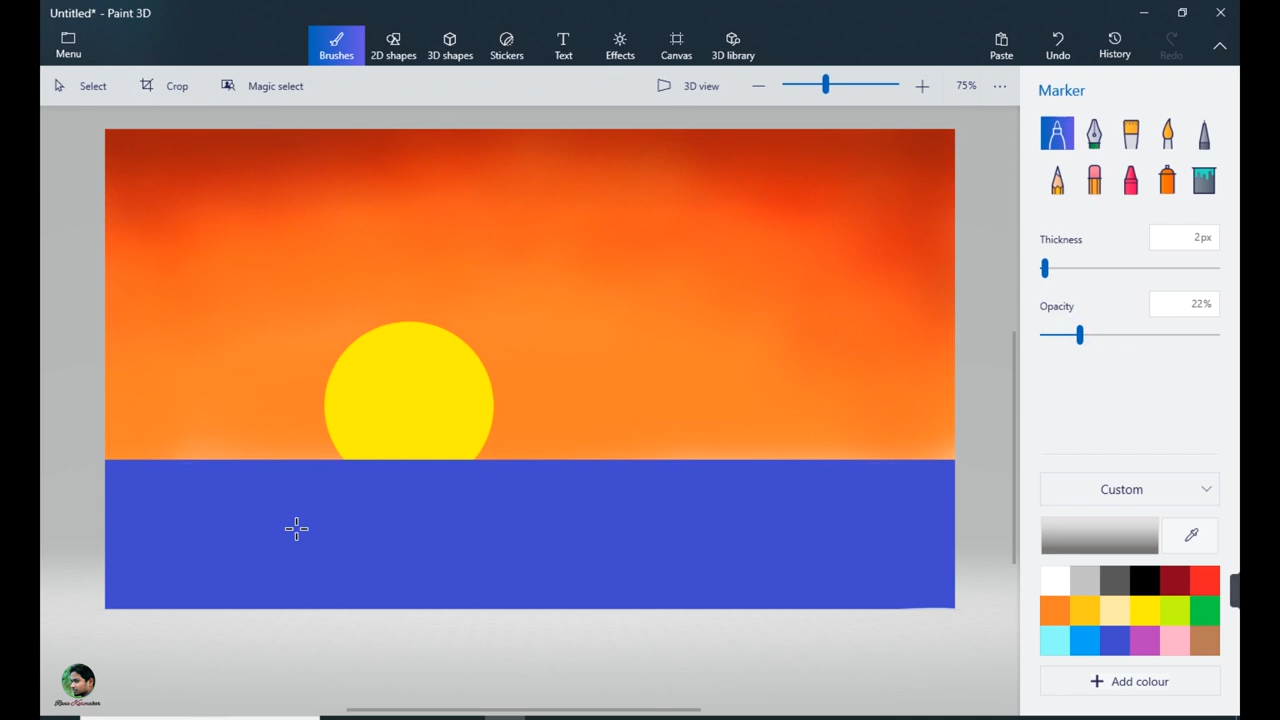 Untitled* - Paint 3D
Menu
Brushes
2D shapes
3D shapes
Stickers
Text
Effects
Canvas
3D library
Paste
Undo
History
Redo
Select
Crop
Magic select
3D view
75%
Marker
Thickness
2px
Opacity
22%
Custom
Add colour